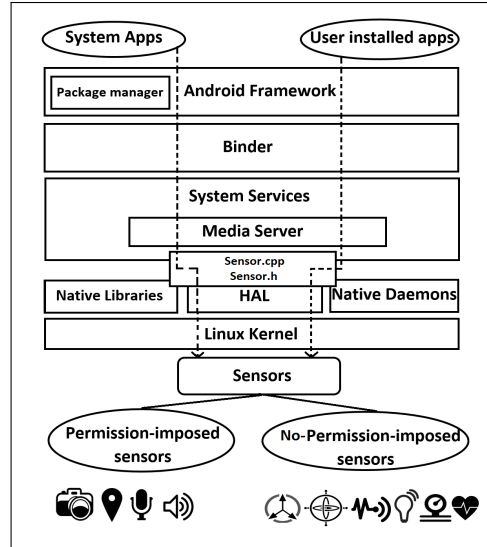 System Apps
User installed apps
Package manager
Android Framework
Binder
System Services
Media Server
Sensor.cpp
Sensor.h
Native Libraries
HAL
Native Daemons
Linux Kernel
Sensors
Permission-imposed
sensors
No-Permission-imposed
sensors